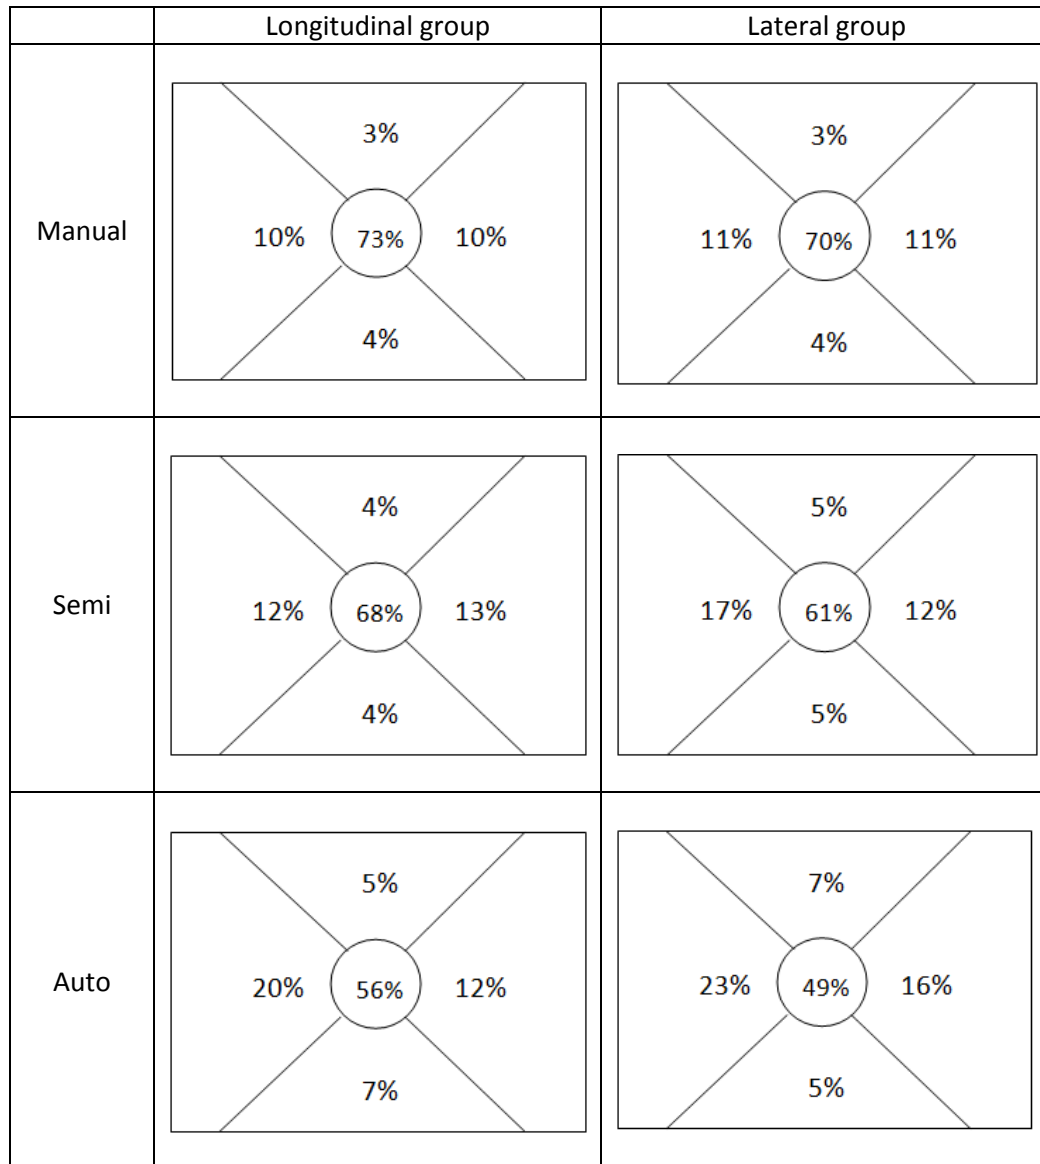 Longitudinal group Lateral group
Manual
3%
10% 73% 10%
4%
3%
11% 70% 11%
4%
Semi
4%
12% 68% 13%
4%
5%
17% 61% 12%
5%
Auto
5%
20% 56% 12%
7%
7%
23% 49% 16%
5%